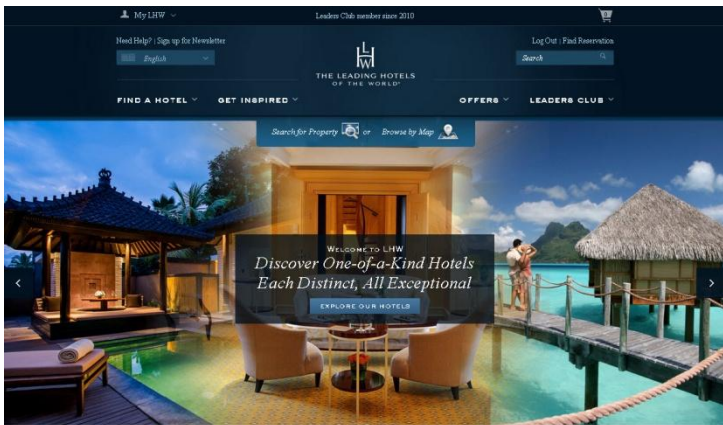 My LHW
Leaders Club member since 2010
Need Help? | Sign up for Newsletter
Log Out | Find Reservation
English
Search
LHW
THE LEADING HOTELS
OF THE WORLD®
FIND A HOTEL
GET INSPIRED
OFFERS
LEADERS CLUB
Search for Property or Browse by Map
WELCOME TO LHW
Discover One-of-a-Kind Hotels
Each Distinct, All Exceptional
EXPLORE OUR HOTELS